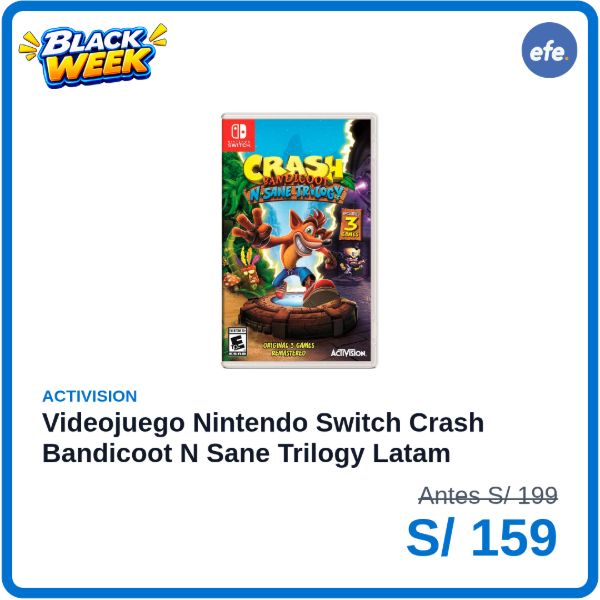 BLACK
WEEK
efe.
NINTENDO
SWITCH
CRASH
BANDICOOT
N·SANE TRILOGY
INCLUDES
3
GAMES
ORIGINAL 3 GAMES
REMASTERED
E
ACTIVISION
ACTIVISION
Videojuego Nintendo Switch Crash
Bandicoot N Sane Trilogy Latam
Antes S/ 199
S/ 159